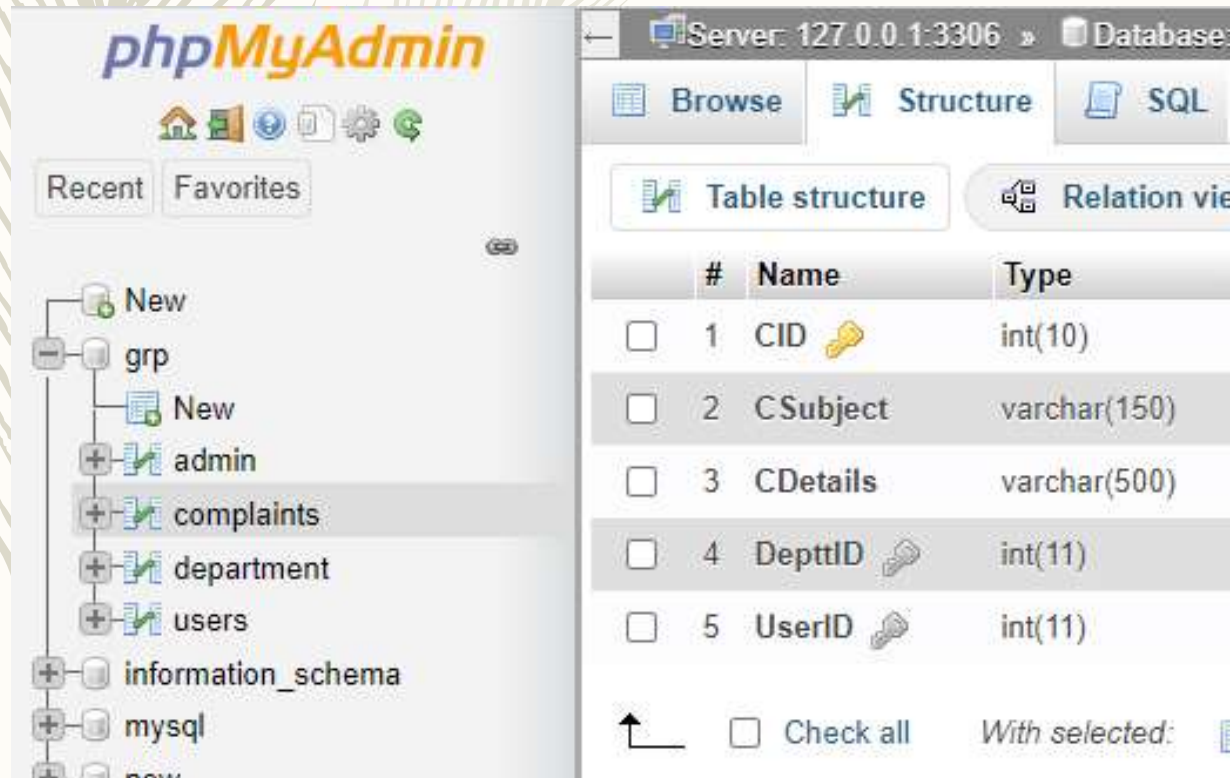 phpMyAdmin
Recent Favorites
New
grp
New
admin
complaints
department
users
information_schema
mysql
Server: 127.0.0.1:3306 » Database:
Browse Structure SQL
Table structure Relation vie
# Name Type
1 CID int(10)
2 CSubject varchar(150)
3 CDetails varchar(500)
4 DepttID int(11)
5 UserID int(11)
Check all With selected: